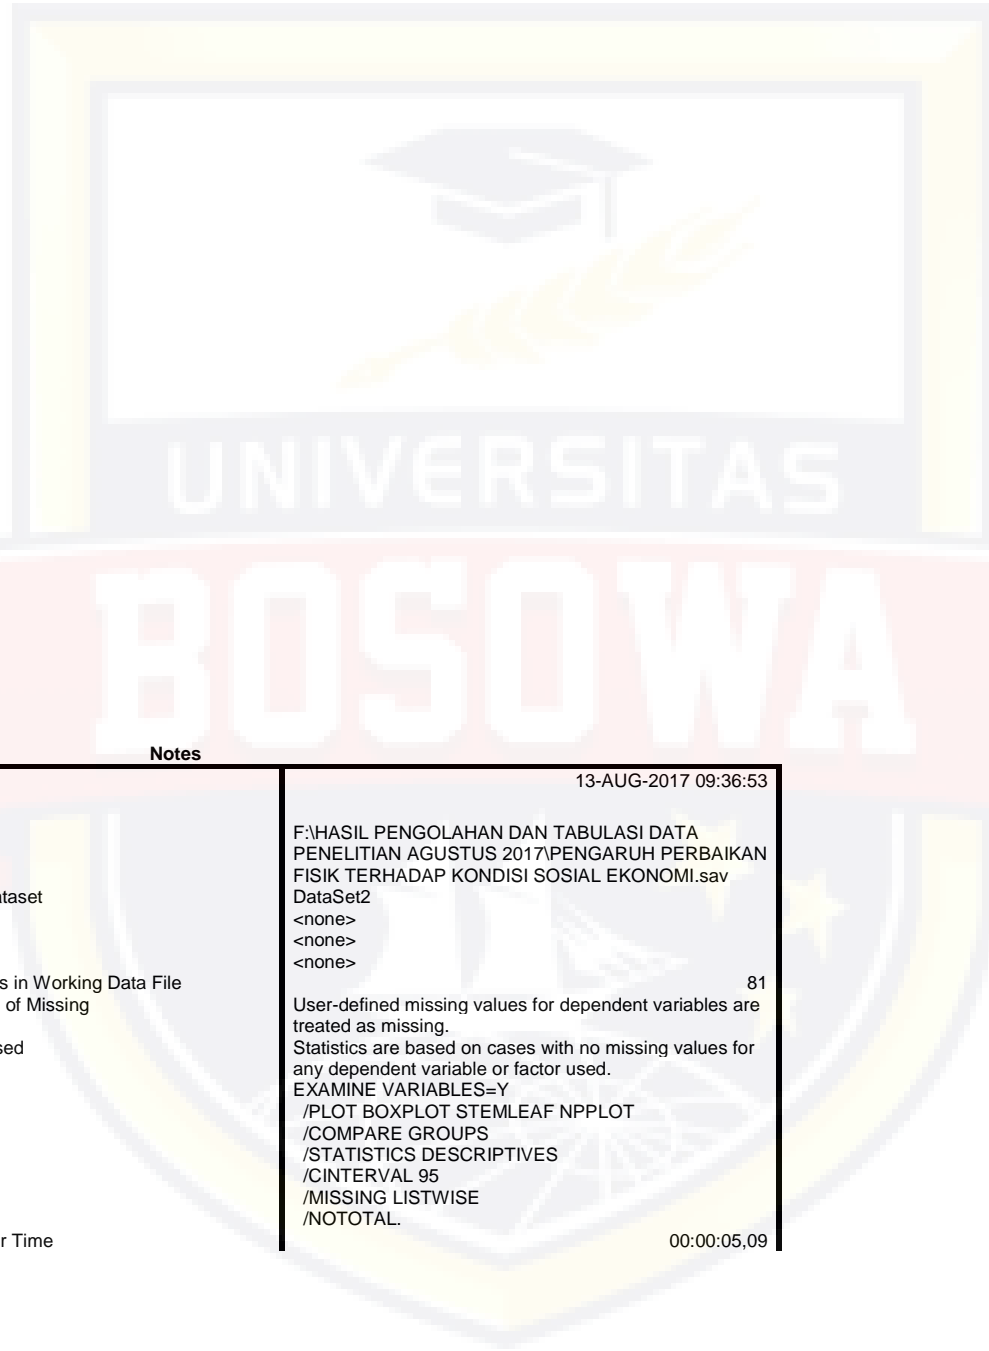 UNIVERSITAS
BOSOWA
Notes
13-AUG-2017 09:36:53
F:\HASIL PENGOLAHAN DAN TABULASI DATA
PENELITIAN AGUSTUS 2017\PENGARUH PERBAIKAN
FISIK TERHADAP KONDISI SOSIAL EKONOMI.sav
DataSet2
<none>
<none>
<none>
s in Working Data File 81
of Missing User-defined missing values for dependent variables are
treated as missing.
sed Statistics are based on cases with no missing values for
any dependent variable or factor used.
EXAMINE VARIABLES=Y
/PLOT BOXPLOT STEMLEAF NPPLOT
/COMPARE GROUPS
/STATISTICS DESCRIPTIVES
/CINTERVAL 95
/MISSING LISTWISE
/NOTOTAL.
r Time 00:00:05,09